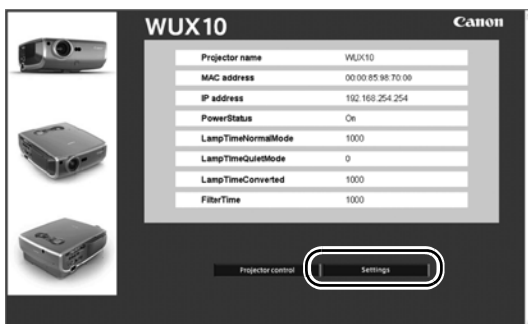 WUX10 Canon
Projector name WUX10
MAC address 00:00:85:98:70:00
IP address 192.168.254.254
PowerStatus On
LampTimeNormalMode 1000
LampTimeQuietMode 0
LampTimeConverted 1000
FilterTime 1000
Projector control Settings